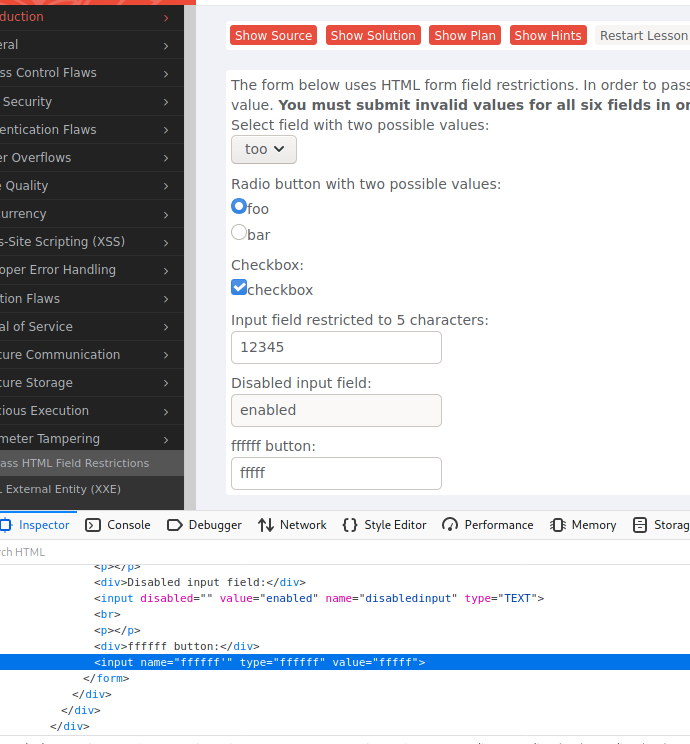 duction
eral
ss Control Flaws
Security
entication Flaws
er Overflows
e Quality
currency
s-Site Scripting (XSS)
oper Error Handling
tion Flaws
al of Service
cure Communication
cure Storage
cious Execution
meter Tampering
ass HTML Field Restrictions
L External Entity (XXE)
Show Source
Show Solution
Show Plan
Show Hints
Restart Lesson
The form below uses HTML form field restrictions. In order to pass
value. You must submit invalid values for all six fields in or
Select field with two possible values:
too
Radio button with two possible values:
foo
bar
Checkbox:
checkbox
Input field restricted to 5 characters:
12345
Disabled input field:
enabled
ffffff button:
fffff
Inspector
Console
Debugger
Network
Style Editor
Performance
Memory
Storag
rch HTML
<p></p>
<div>Disabled input field:</div>
<input disabled="" value="enabled" name="disabledinput" type="TEXT">
<br>
<p></p>
<div>ffffff button:</div>
<input name="ffffff'" type="ffffff" value="fffff">
</form>
</div>
</div>
</div>